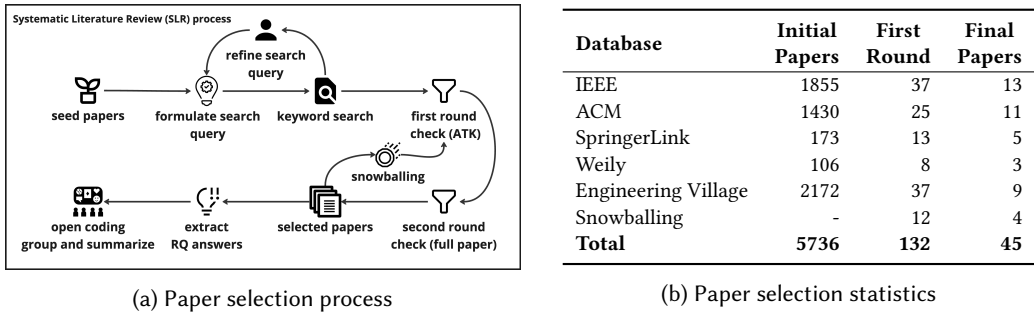 Systematic Literature Review (SLR) process
refine search
query
seed papers
formulate search
query
keyword search
first round
check (ATK)
snowballing
open coding
group and summarize
extract
RQ answers
selected papers
second round
check (full paper)
(a) Paper selection process
Database Initial Papers First Round Final Papers
IEEE 1855 37 13
ACM 1430 25 11
SpringerLink 173 13 5
Weily 106 8 3
Engineering Village 2172 37 9
Snowballing - 12 4
Total 5736 132 45
(b) Paper selection statistics